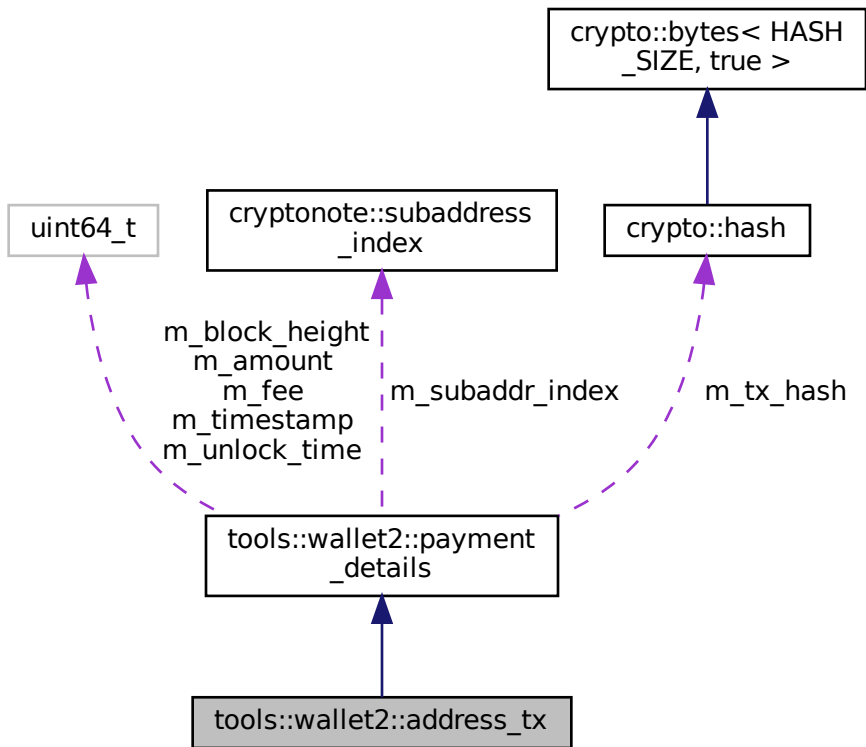 crypto::bytes< HASH
_SIZE, true >
uint64_t
cryptonote::subaddress
_index
crypto::hash
m_block_height
m_amount
m_fee
m_timestamp
m_unlock_time
m_subaddr_index
m_tx_hash
tools::wallet2::payment
_details
tools::wallet2::address_tx